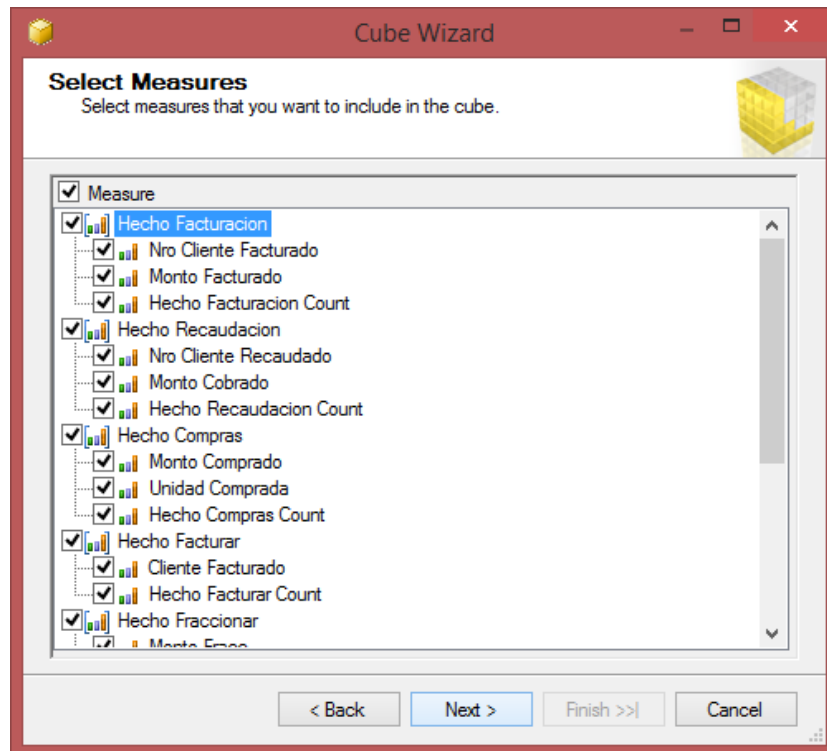 Cube Wizard
Select Measures
Select measures that you want to include in the cube.
Measure
Hecho Facturacion
Nro Cliente Facturado
Monto Facturado
Hecho Facturacion Count
Hecho Recaudacion
Nro Cliente Recaudado
Monto Cobrado
Hecho Recaudacion Count
Hecho Compras
Monto Comprado
Unidad Comprada
Hecho Compras Count
Hecho Facturar
Cliente Facturado
Hecho Facturar Count
Hecho Fraccionar
Monto Fracc
< Back Next > Finish >>| Cancel